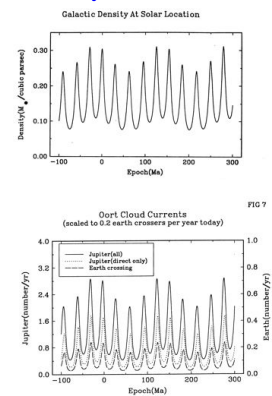 Galactic Density At Solar Location
Density(M⊙/cubic parsec)
0.30
0.20
0.10
0.00
-100
0
100
200
300
Epoch(Ma)
FIG 7
Oort Cloud Currents
(scaled to 0.2 earth crossers per year today)
Jupiter(number/yr)
4.0
3.2
2.4
1.6
0.8
0.0
Jupiter(all)
Jupiter(direct only)
Earth crossing
1.0
0.8
0.6
0.4
0.2
0.0
Earth(number/yr)
-100
0
100
200
300
Epoch(Ma)